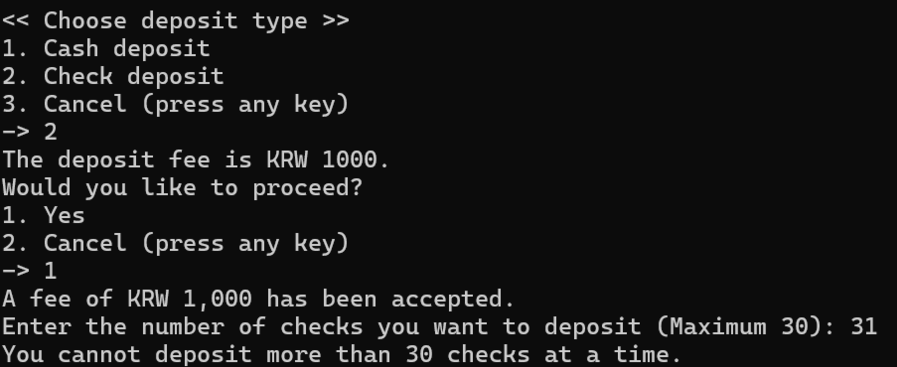 << Choose deposit type >>
1. Cash deposit
2. Check deposit
3. Cancel (press any key)
-> 2
The deposit fee is KRW 1000.
Would you like to proceed?
1. Yes
2. Cancel (press any key)
-> 1
A fee of KRW 1,000 has been accepted.
Enter the number of checks you want to deposit (Maximum 30): 31
You cannot deposit more than 30 checks at a time.